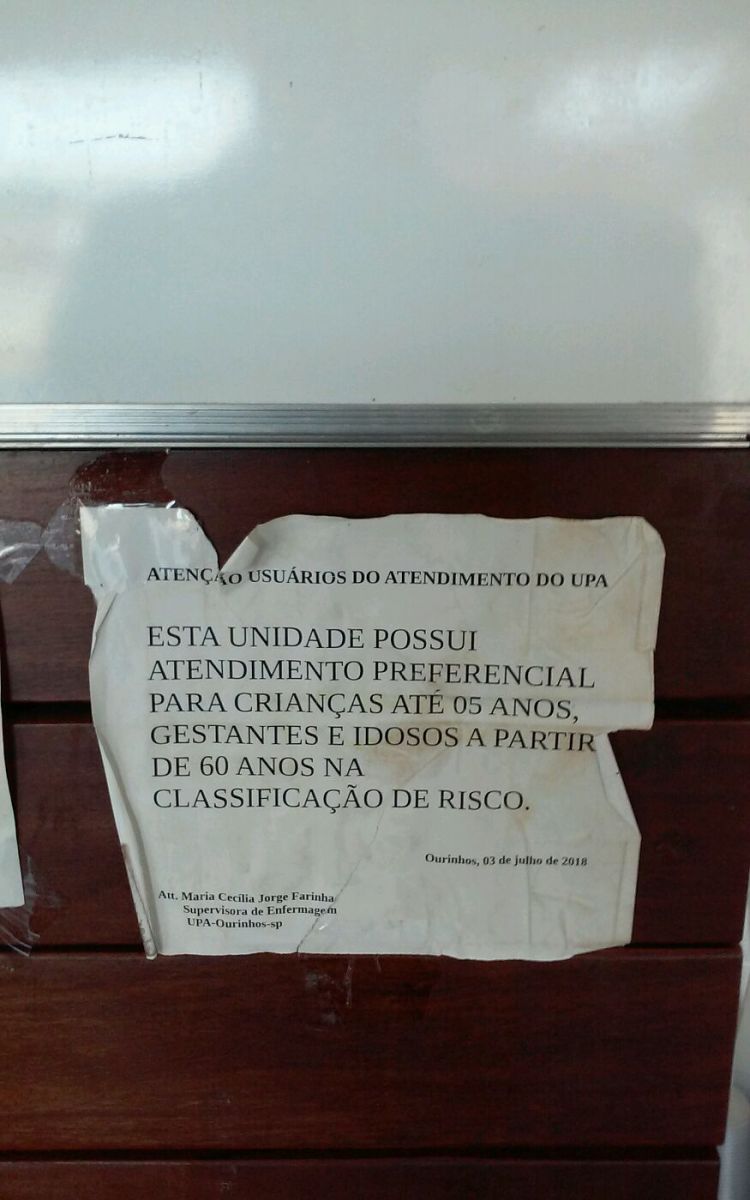 ATENÇÃO USUÁRIOS DO ATENDIMENTO DO UPA
ESTA UNIDADE POSSUI
ATENDIMENTO PREFERENCIAL
PARA CRIANÇAS ATÉ 05 ANOS,
GESTANTES E IDOSOS A PARTIR
DE 60 ANOS NA
CLASSIFICAÇÃO DE RISCO.
Ourinhos, 03 de julho de 2018
Att. Maria Cecília Jorge Farinha
Supervisora de Enfermagem
UPA-Ourinhos-sp